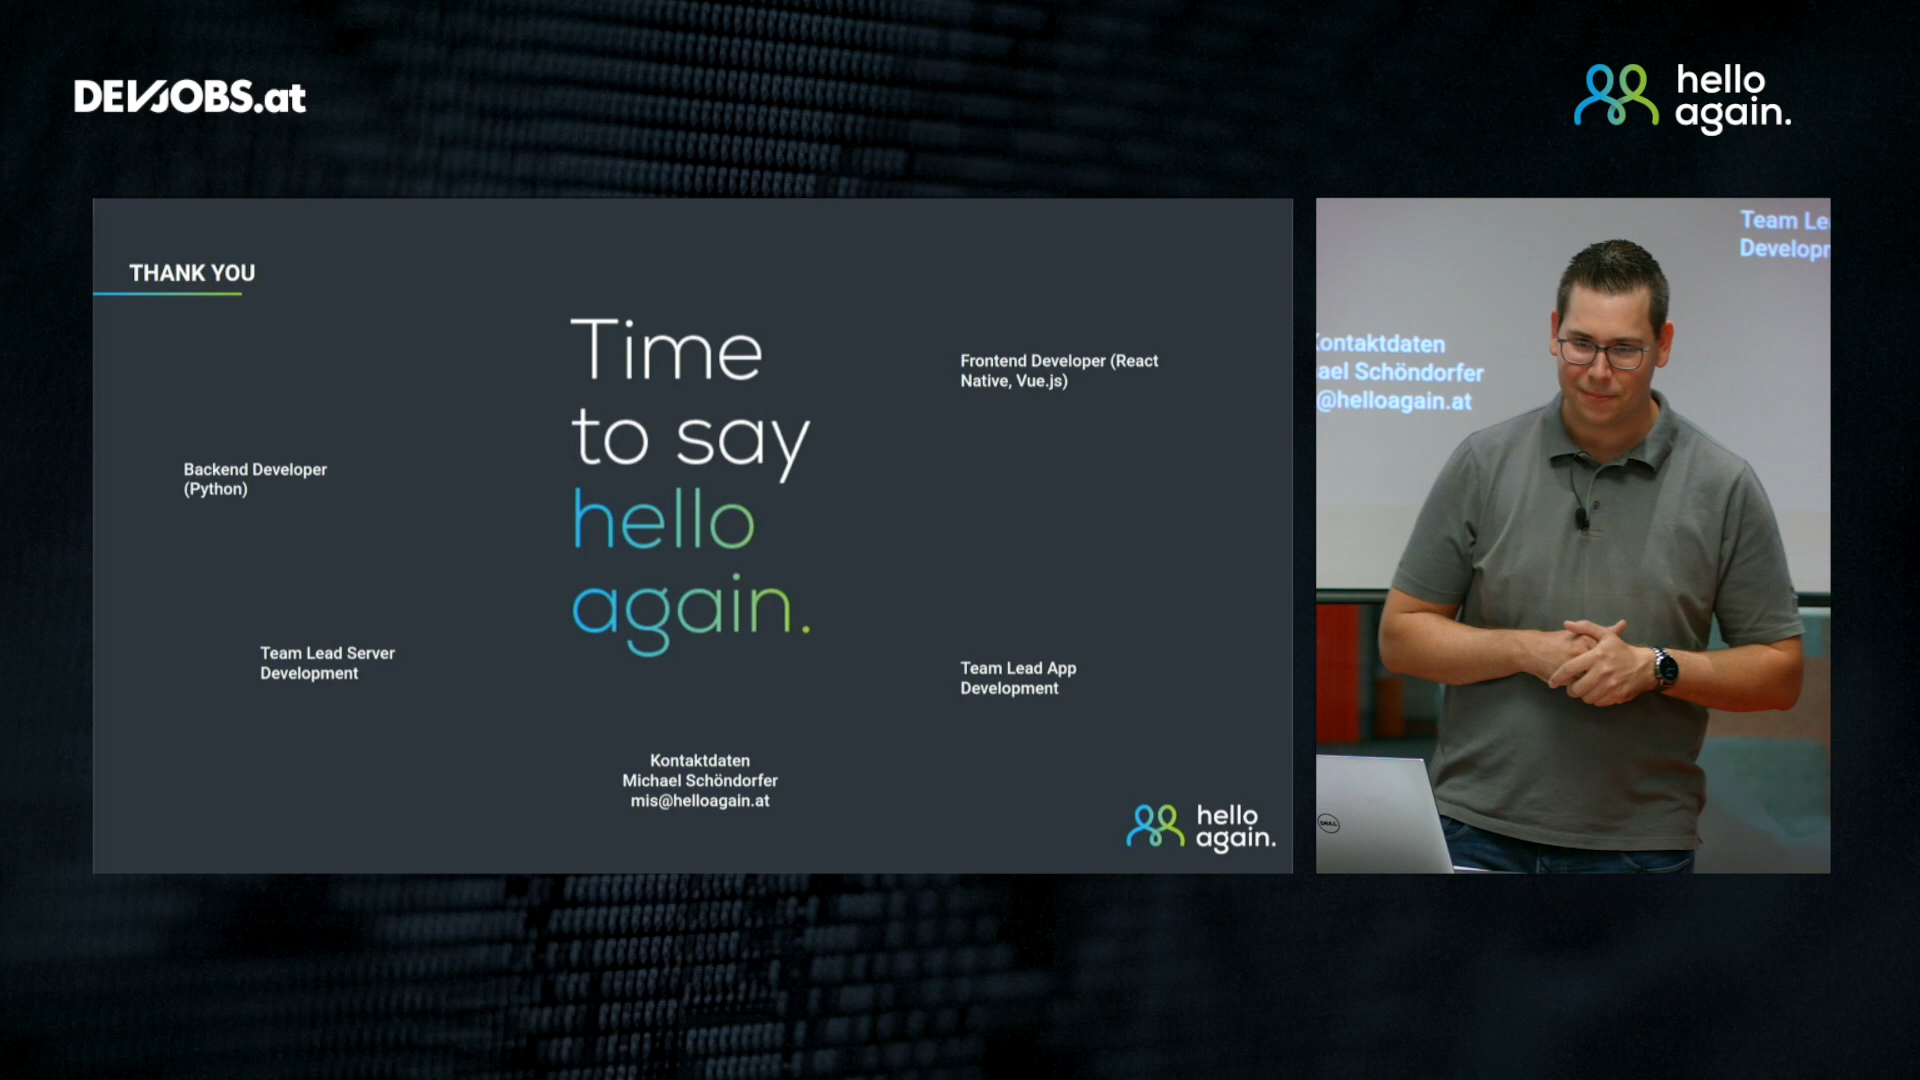 DEVJOBS.at
hello
again.
THANK YOU
Time
to say
hello
again.
Frontend Developer (React
Native, Vue.js)
Backend Developer
(Python)
Team Lead Server
Development
Team Lead App
Development
Kontaktdaten
Michael Schöndorfer
mis@helloagain.at
hello
again.
Team Le
Developr
Kontaktdaten
ael Schöndorfer
@helloagain.at
DELL